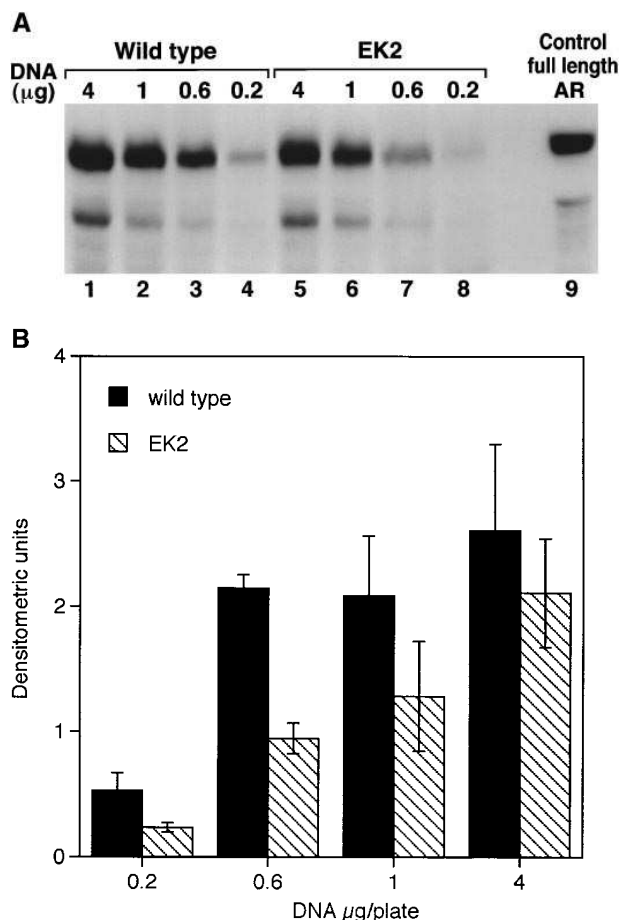 A
Wild type EK2 Control
DNA full length
(µg) 4 1 0.6 0.2 4 1 0.6 0.2 AR
1 2 3 4 5 6 7 8 9
B
4
wild type
EK2
3
2
1
0
Densitometric units
0.2 0.6 1 4
DNA µg/plate